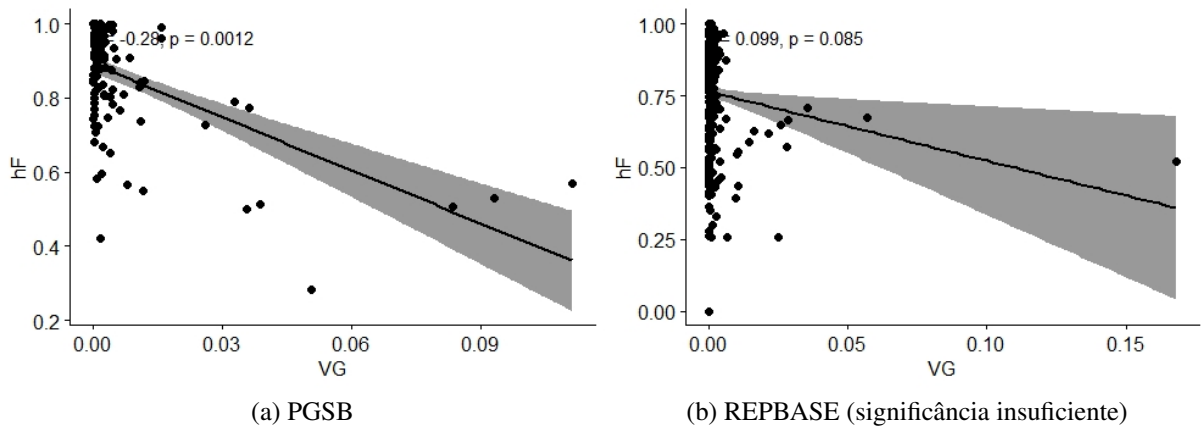 1.0
0.8
0.6
0.4
0.2
hF
-0.28, p = 0.0012
0.00
0.03
0.06
0.09
VG
(a) PGSB
1.00
0.75
0.50
0.25
0.00
hF
0.099, p = 0.085
0.00
0.05
0.10
0.15
VG
(b) REPBASE (significância insuficiente)